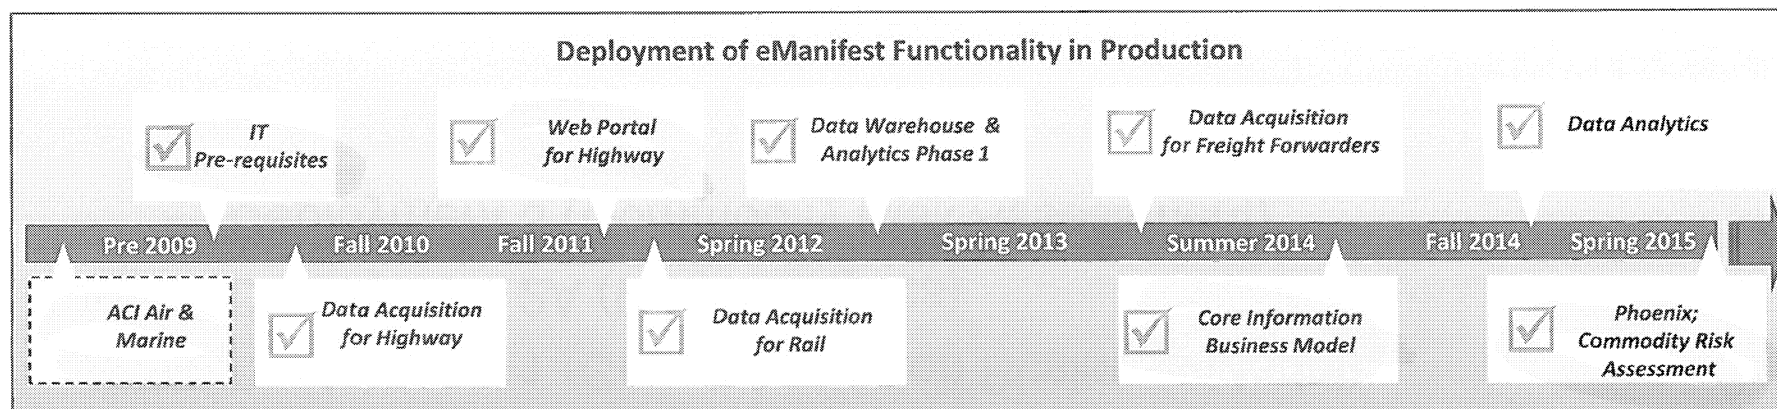 Deployment of eManifest Functionality in Production
IT
Pre-requisites
Web Portal
for Highway
Data Warehouse &
Analytics Phase 1
Data Acquisition
for Freight Forwarders
Data Analytics
Pre 2009
Fall 2010
Fall 2011
Spring 2012
Spring 2013
Summer 2014
Fall 2014
Spring 2015
ACI Air &
Marine
Data Acquisition
for Highway
Data Acquisition
for Rail
Core Information
Business Model
Phoenix;
Commodity Risk
Assessment